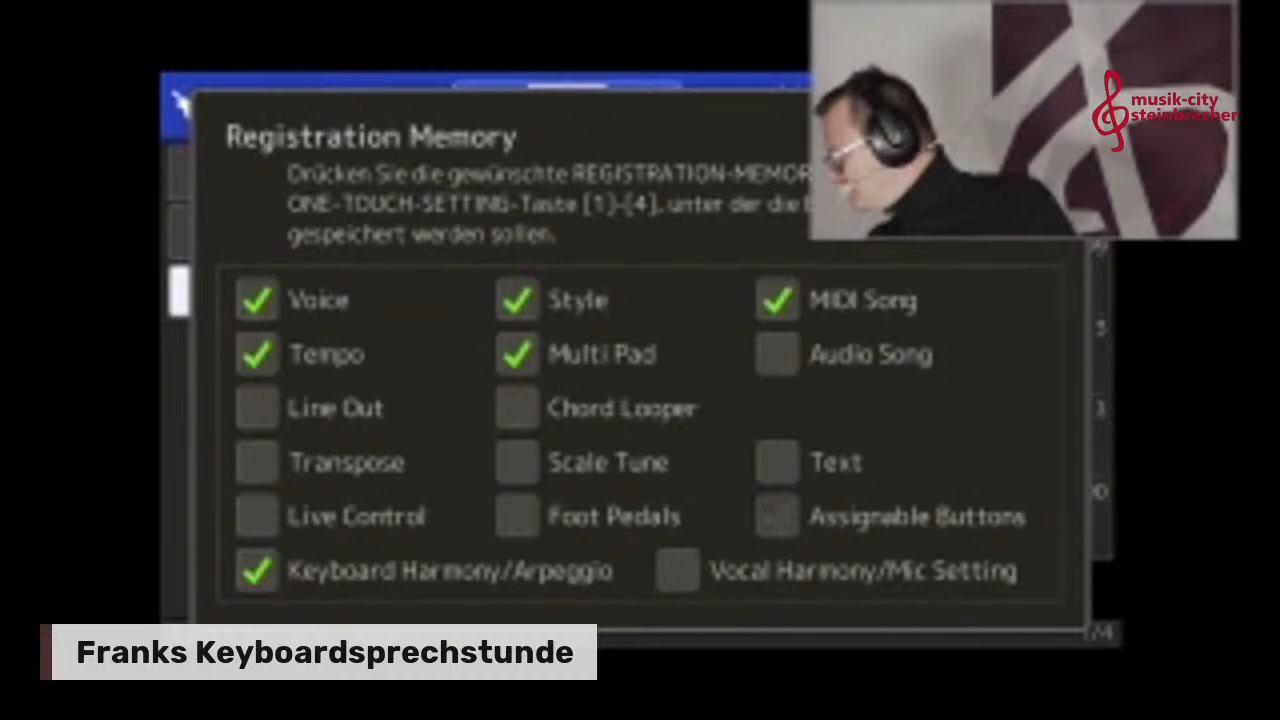 musik-city
steinbrecher
Registration Memory
Drücken Sie die gewünschte REGISTRATION-MEMOR
ONE-TOUCH-SETTING-Taste [1]-[4], unter der die
gespeichert werden sollen.
Voice
Style
MIDI Song
Tempo
Multi Pad
Audio Song
Line Out
Chord Looper
Transpose
Scale Tune
Text
Live Control
Foot Pedals
Assignable Buttons
Keyboard Harmony/Arpeggio
Vocal Harmony/Mic Setting
Franks Keyboardsprechstunde